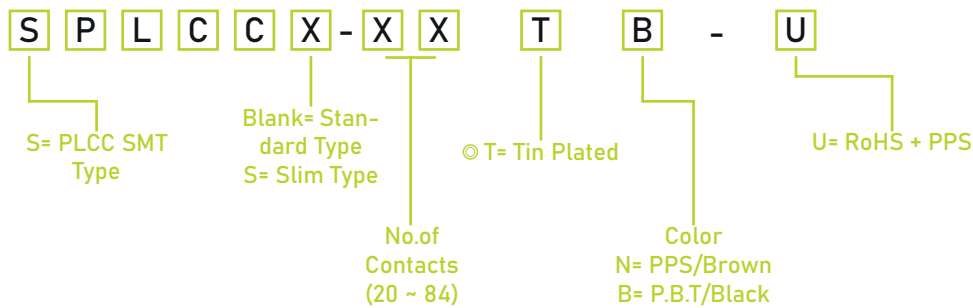 S P L C C X - X X T B - U
S= PLCC SMT
Type
Blank= Stan-
dard Type
S= Slim Type
No.of
Contacts
(20 ~ 84)
◎ T= Tin Plated
Color
N= PPS/Brown
B= P.B.T/Black
U= RoHS + PPS